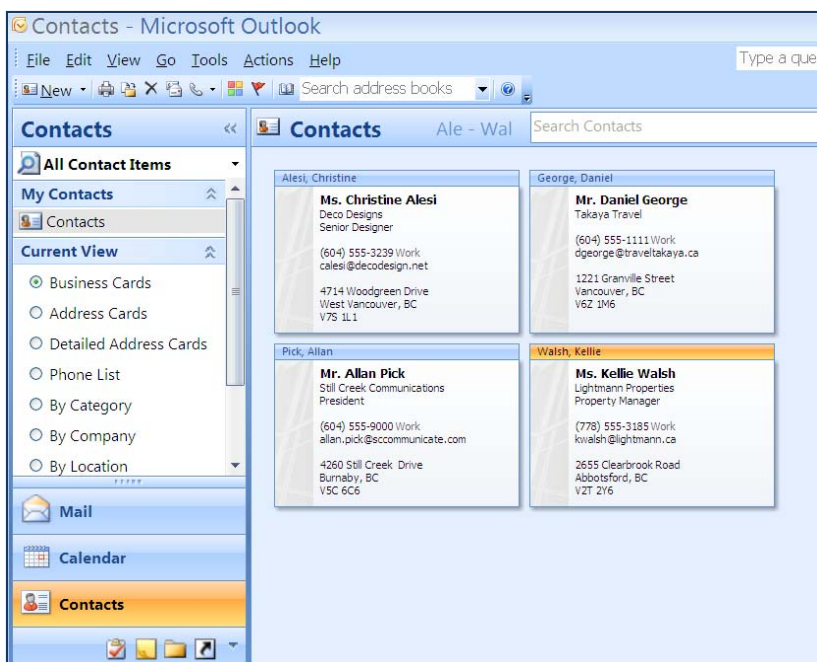 Contacts - Microsoft Outlook
File Edit View Go Tools Actions Help
Type a que
New
Search address books
Contacts
All Contact Items
My Contacts
Contacts
Current View
Business Cards
Address Cards
Detailed Address Cards
Phone List
By Category
By Company
By Location
Mail
Calendar
Contacts
Contacts
Ale - Wal
Search Contacts
Alesi, Christine
Ms. Christine Alesi
Deco Designs
Senior Designer
(604) 555-3239 Work
calesi@decodesign.net
4714 Woodgreen Drive
West Vancouver, BC
V7S 1L1
George, Daniel
Mr. Daniel George
Takaya Travel
(604) 555-1111 Work
dgeorge@traveltakaya.ca
1221 Granville Street
Vancouver, BC
V6Z 1M6
Pick, Allan
Mr. Allan Pick
Still Creek Communications
President
(604) 555-9000 Work
allan.pick@sccommunicate.com
4260 Still Creek Drive
Burnaby, BC
V5C 6C6
Walsh, Kellie
Ms. Kellie Walsh
Lightmann Properties
Property Manager
(778) 555-3185 Work
kwalsh@lightmann.ca
2655 Clearbrook Road
Abbotsford, BC
V2T 2Y6